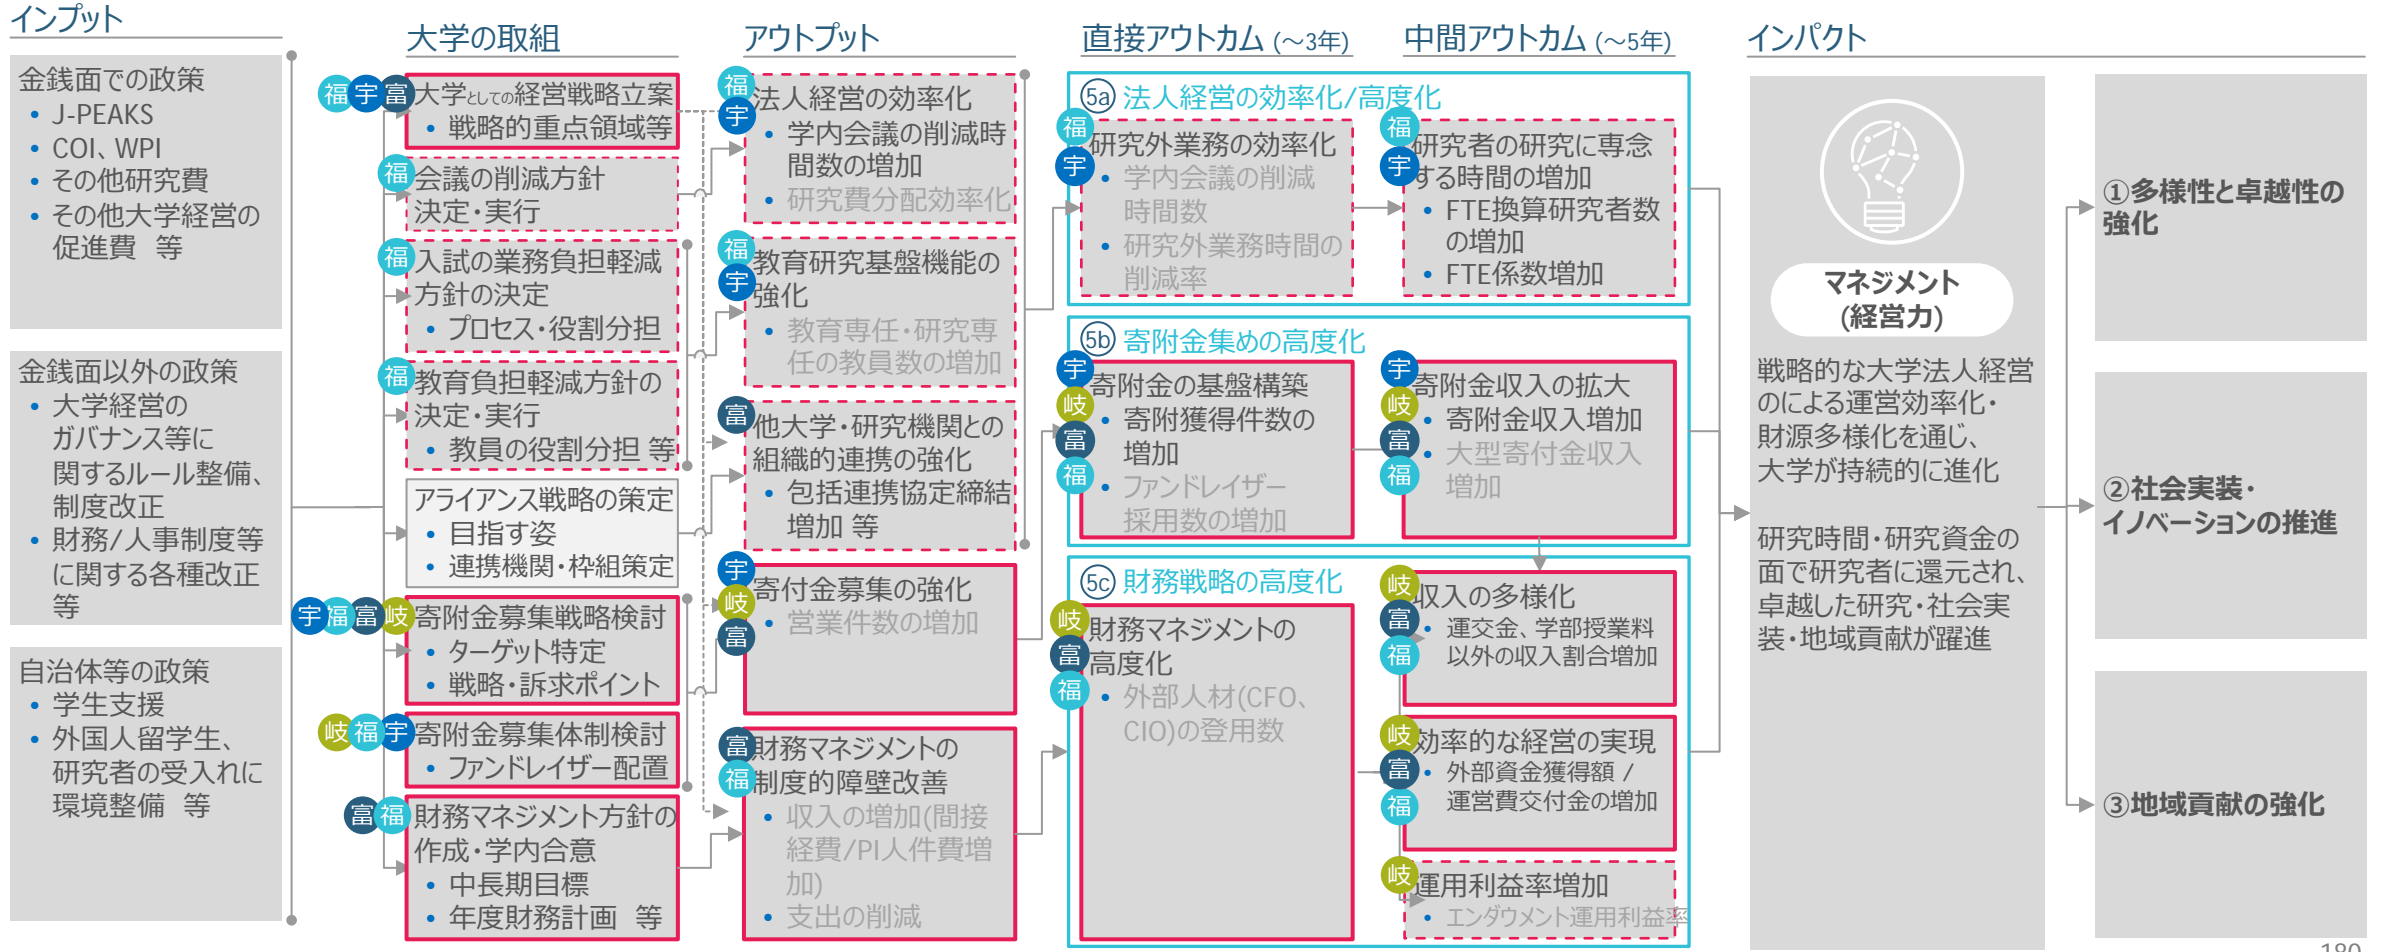 インプット
金銭面での政策
• J-PEAKS
• COI、WPI
• その他研究費
• その他大学経営の
促進費 等
金銭面以外の政策
• 大学経営の
ガバナンス等に
関するルール整備、
制度改正
• 財務/人事制度等
に関する各種改正
等
自治体等の政策
• 学生支援
• 外国人留学生、
研究者の受入れに
環境整備 等
大学の取組
福 宇 富
大学としての経営戦略立案
• 戦略的重点領域等
福
会議の削減方針
決定・実行
福
入試の業務負担軽減
方針の決定
• プロセス・役割分担
福
教育負担軽減方針の
決定・実行
• 教員の役割分担 等
アライアンス戦略の策定
• 目指す姿
• 連携機関・枠組策定
宇 福 富 岐
寄附金募集戦略検討
• ターゲット特定
• 戦略・訴求ポイント
岐 福 宇
寄附金募集体制検討
• ファンドレイザー配置
富 福
財務マネジメント方針の
作成・学内合意
• 中長期目標
• 年度財務計画 等
アウトプット
福
宇
法人経営の効率化
• 学内会議の削減時
間数の増加
• 研究費分配効率化
福
宇
教育研究基盤機能の
強化
• 教育専任・研究専
任の教員数の増加
富
他大学・研究機関との
組織的連携の強化
• 包括連携協定締結
増加 等
宇
岐
富
寄付金募集の強化
• 営業件数の増加
富
福
財務マネジメントの
制度的障壁改善
• 収入の増加(間接
経費/PI人件費増
加)
• 支出の削減
直接アウトカム (～3年)
中間アウトカム (～5年)
5a 法人経営の効率化/高度化
福
宇
研究外業務の効率化
• 学内会議の削減
時間数
• 研究外業務時間の
削減率
福
宇
研究者の研究に専念
する時間の増加
• FTE換算研究者数
の増加
• FTE係数増加
5b 寄附金集めの高度化
宇
岐
富
福
寄附金の基盤構築
• 寄附獲得件数の
増加
• ファンドレイザー
採用数の増加
宇
岐
富
福
寄附金収入の拡大
• 寄附金収入増加
• 大型寄付金収入
増加
5c 財務戦略の高度化
岐
富
福
財務マネジメントの
高度化
• 外部人材(CFO、
CIO)の登用数
岐
富
福
収入の多様化
• 運交金、学部授業料
以外の収入割合増加
岐
富
福
効率的な経営の実現
• 外部資金獲得額 /
運営費交付金の増加
岐
運用利益率増加
• エンダウメント運用利益率
インパクト
マネジメント
(経営力)
戦略的な大学法人経営
のによる運営効率化・
財源多様化を通じ、
大学が持続的に進化
研究時間・研究資金の
面で研究者に還元され、
卓越した研究・社会実
装・地域貢献が躍進
①多様性と卓越性の
強化
②社会実装・
イノベーションの推進
③地域貢献の強化
180